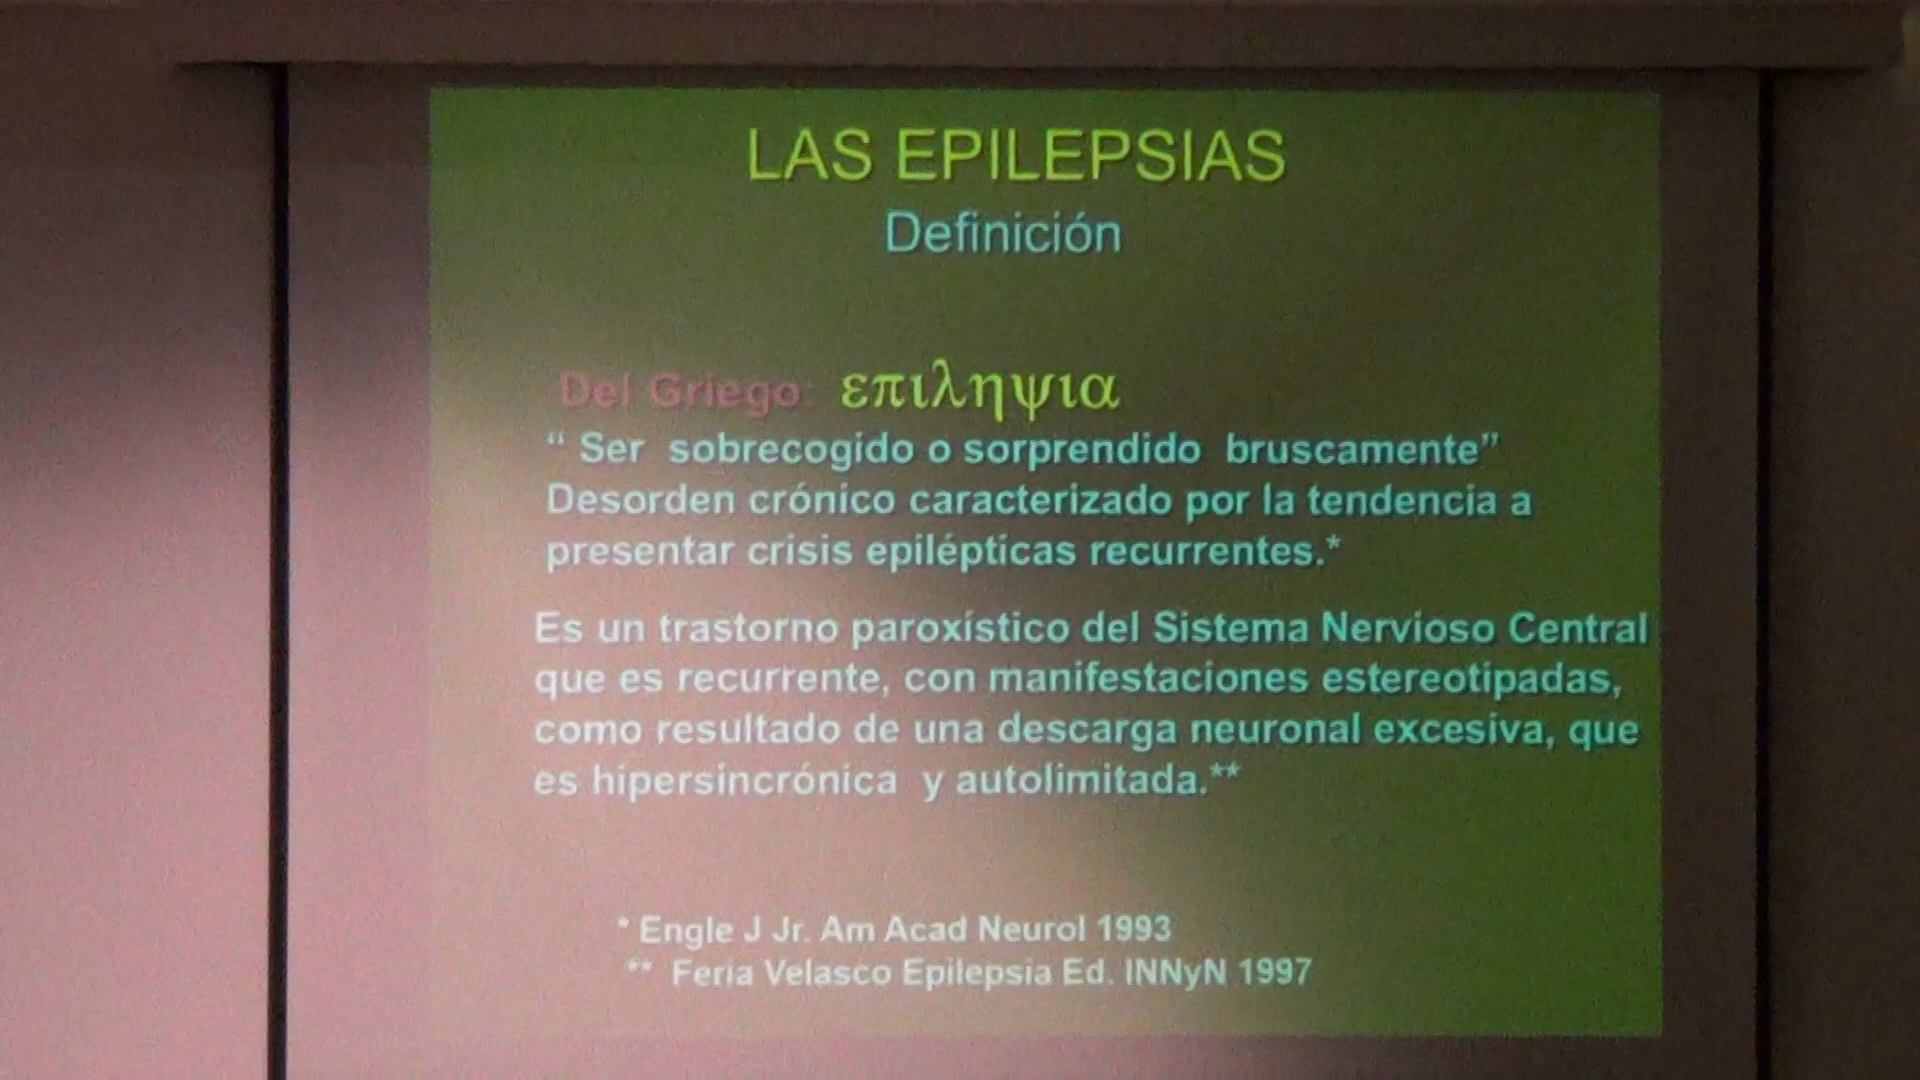 LAS EPILEPSIAS
Definición
Del Griego: επιληψια
“ Ser sobrecogido o sorprendido bruscamente”
Desorden crónico caracterizado por la tendencia a
presentar crisis epilépticas recurrentes.*
Es un trastorno paroxístico del Sistema Nervioso Central
que es recurrente, con manifestaciones estereotipadas,
como resultado de una descarga neuronal excesiva, que
es hipersincrónica y autolimitada.**
* Engle J Jr. Am Acad Neurol 1993
** Feria Velasco Epilepsia Ed. INNyN 1997